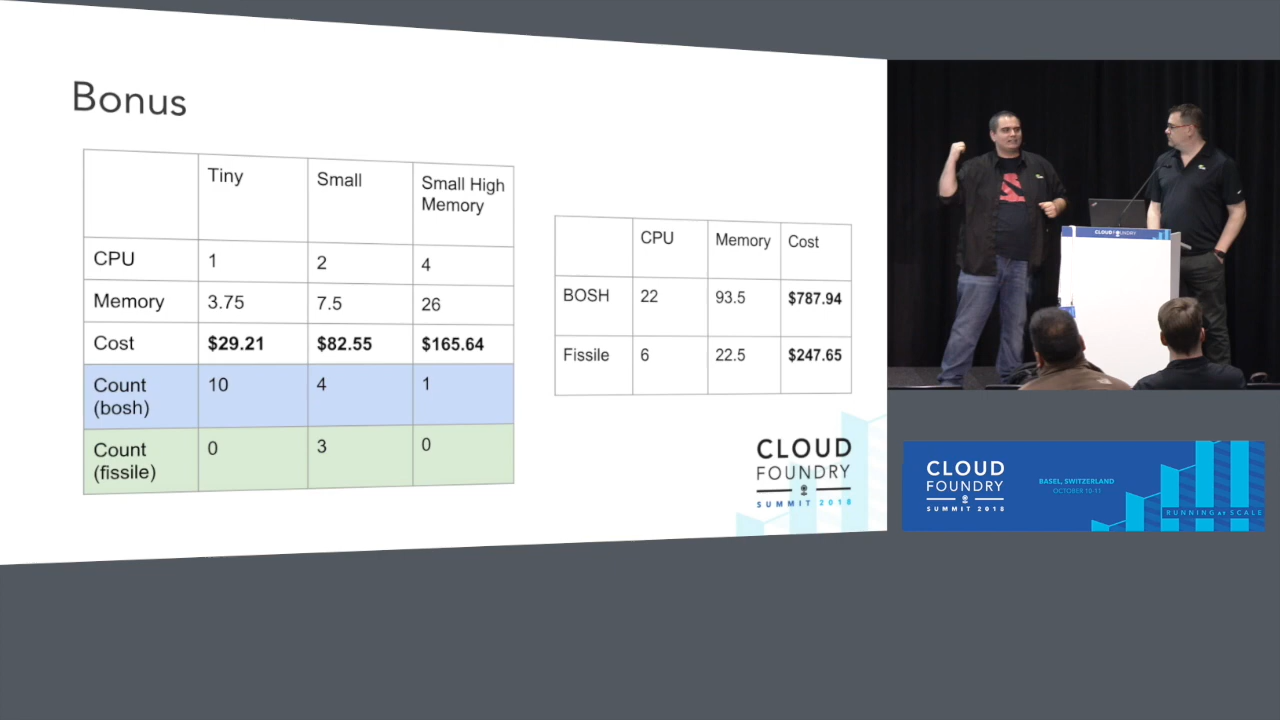 Bonus
Tiny Small Small High
Memory
CPU 1 2 4
Memory 3.75 7.5 26
Cost $29.21 $82.55 $165.64
Count
(bosh) 10 4 1
Count
(fissile) 0 3 0
CPU Memory Cost
BOSH 22 93.5 $787.94
Fissile 6 22.5 $247.65
CLOUD
FOUNDRY
SUMMIT 2018
CLOUD FOUNDRY
CLOUD
FOUNDRY
SUMMIT 2018
BASEL, SWITZERLAND
OCTOBER 10-11
RUNNING at SCALE